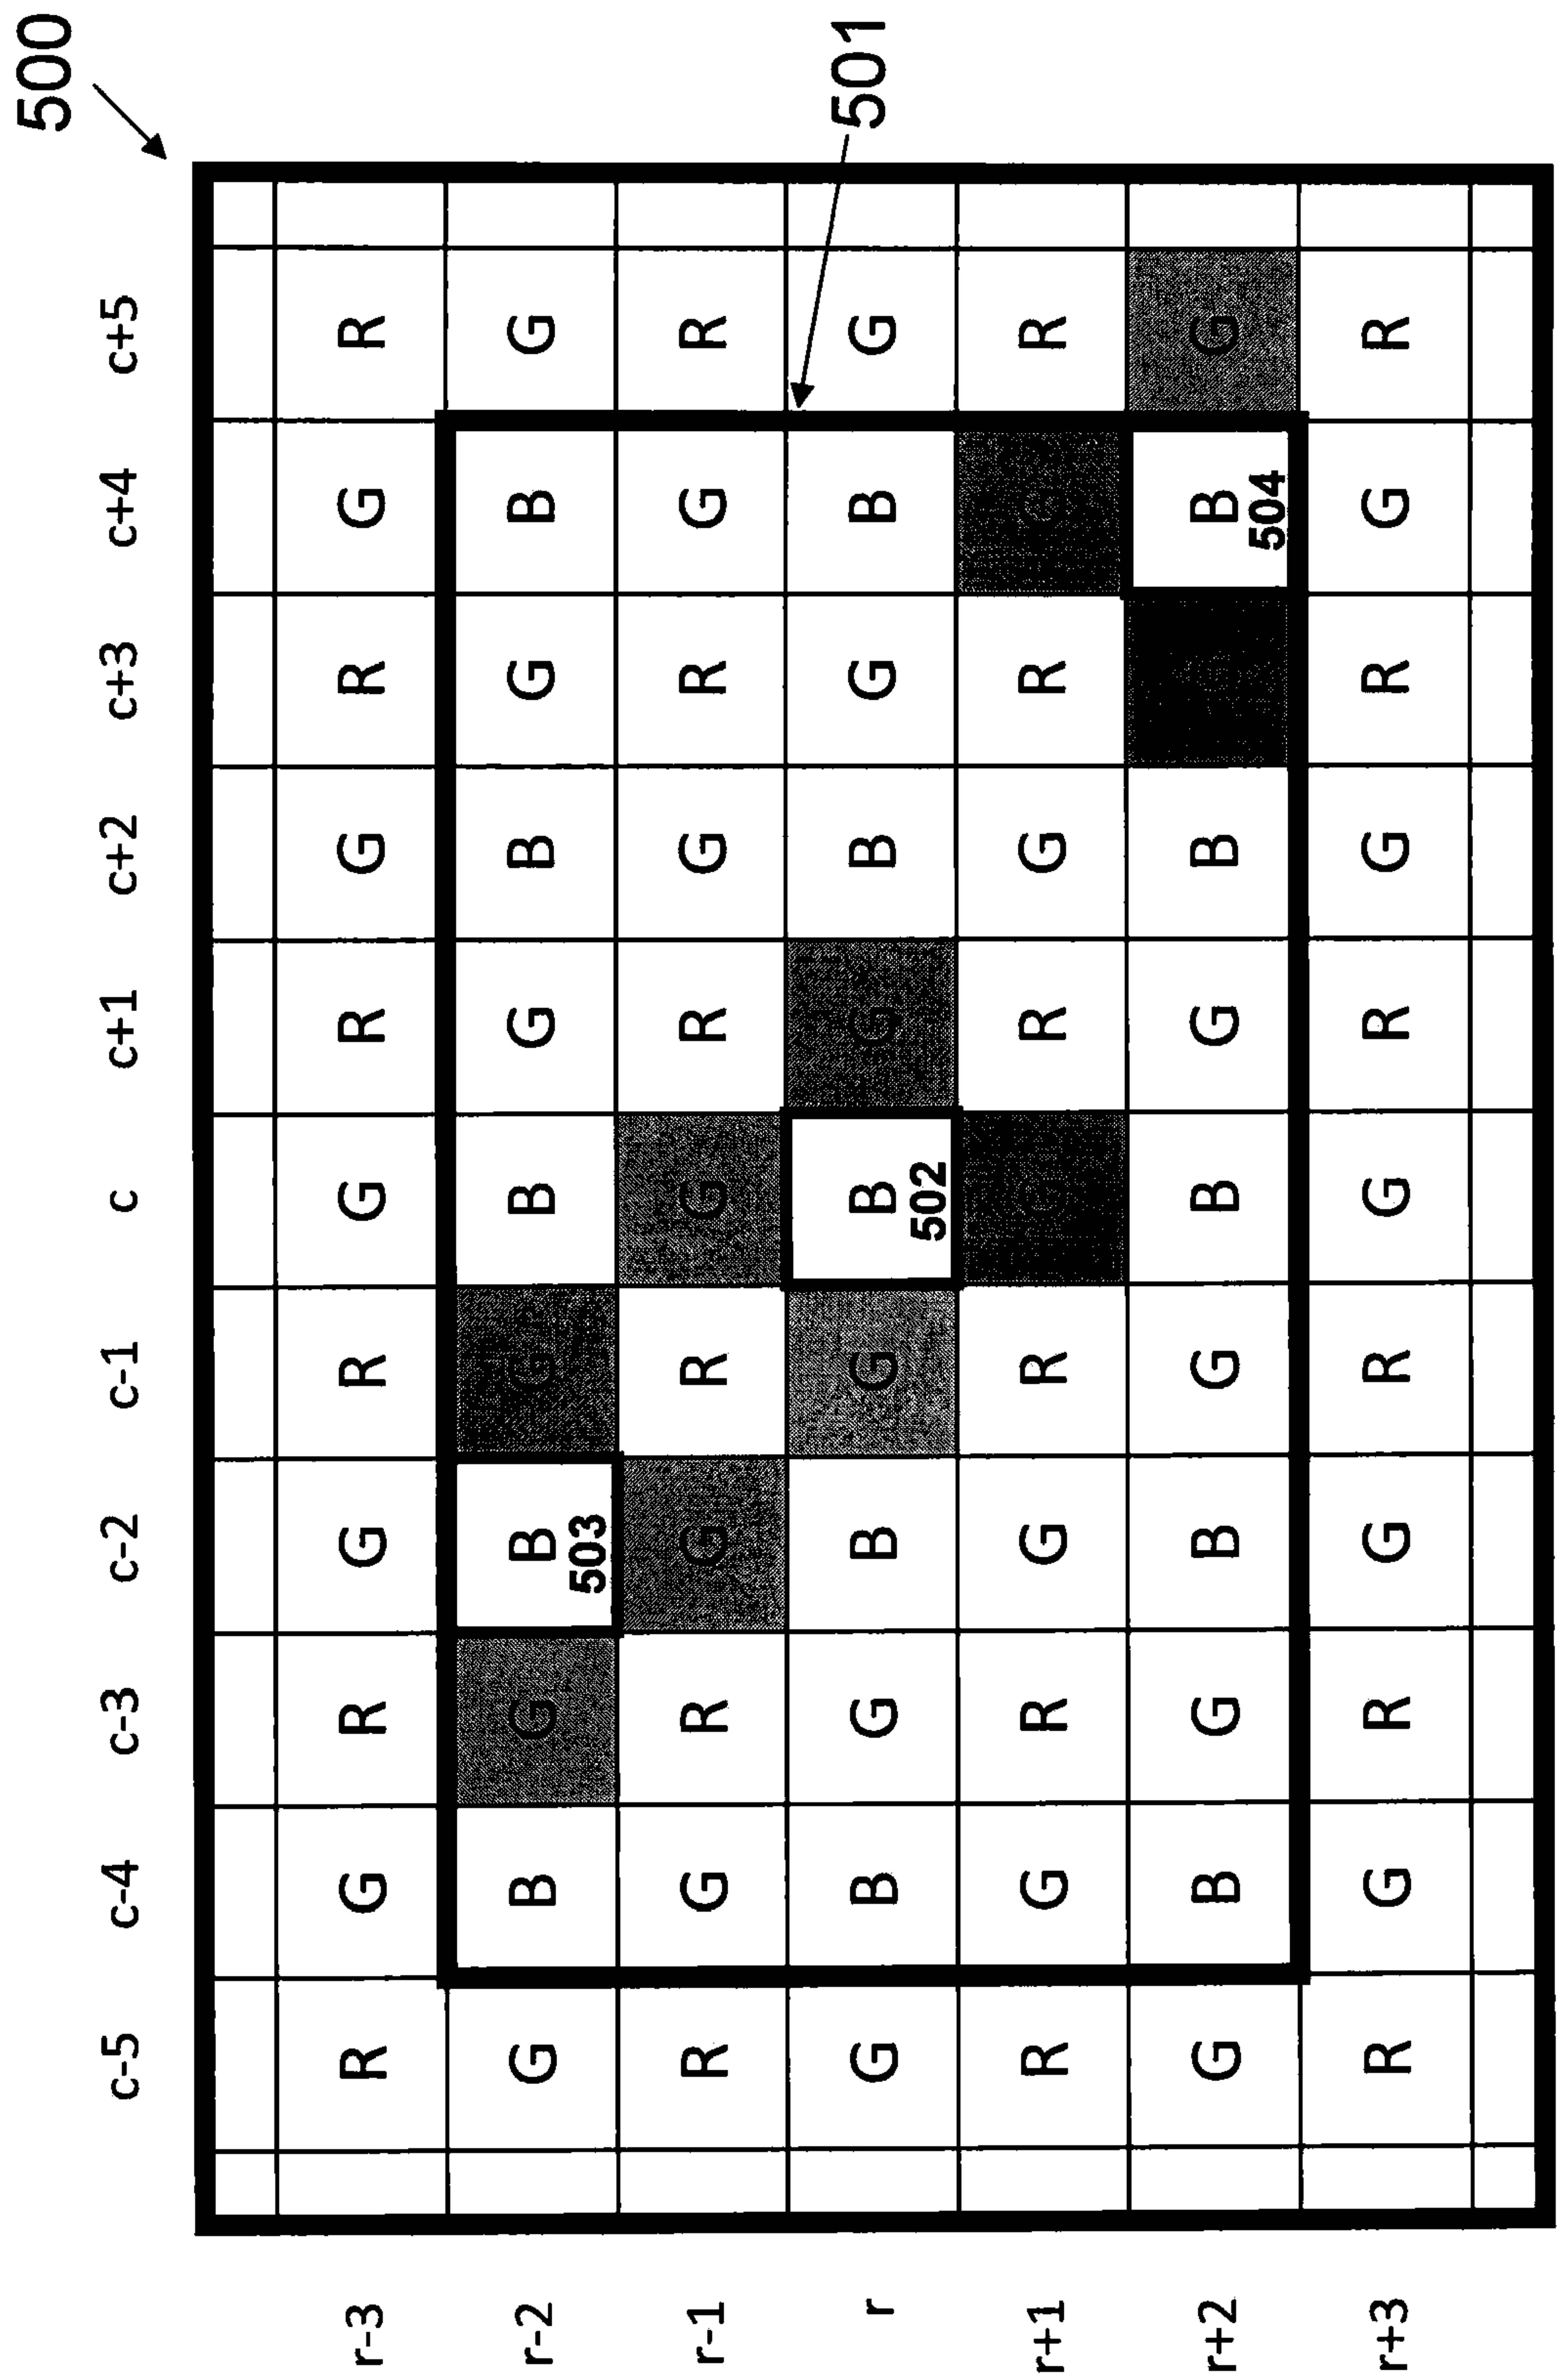 500
c-5 c-4 c-3 c-2 c-1 c c+1 c+2 c+3 c+4 c+5
r-3 R G R G R G R G R G R
r-2 G B G B G B G B G B G
503
r-1 R G R G R G R G R G R
r G B G B G B G B G B G 501
502
r+1 R G R G R G R G R G R
r+2 G B G B G B G B B G
504
r+3 R G R G R G R G R G R